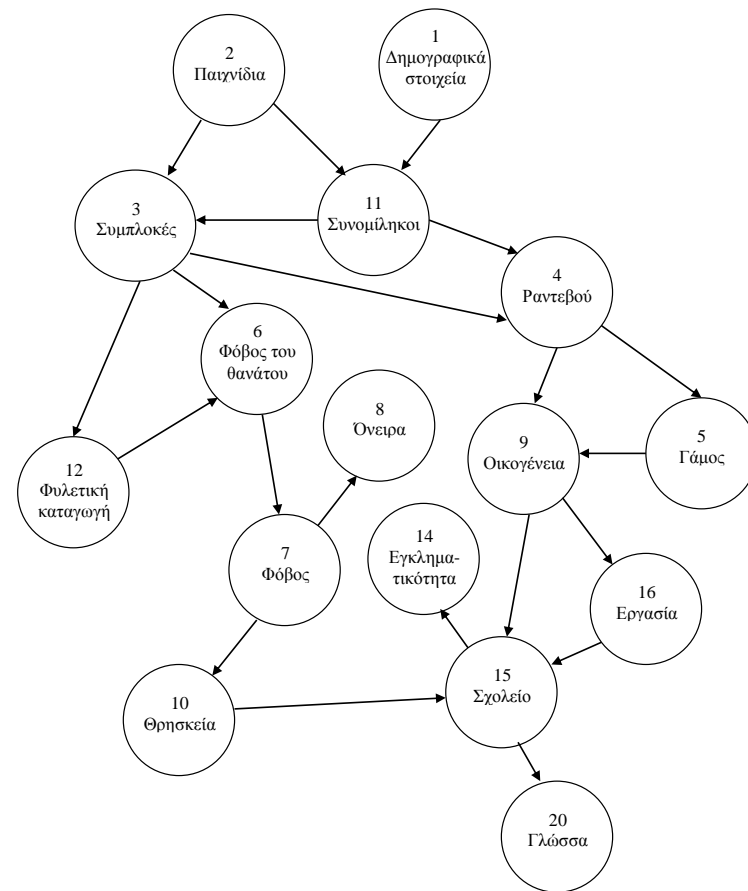 2
Παιχνίδια
1
Δημογραφικά
στοιχεία
3
Συμπλοκές
11
Συνομίληκοι
4
Ραντεβού
6
Φόβος του
θανάτου
8
Όνειρα
9
Οικογένεια
5
Γάμος
12
Φυλετική
καταγωγή
7
Φόβος
14
Εγκλημα-
τικότητα
16
Εργασία
10
Θρησκεία
15
Σχολείο
20
Γλώσσα